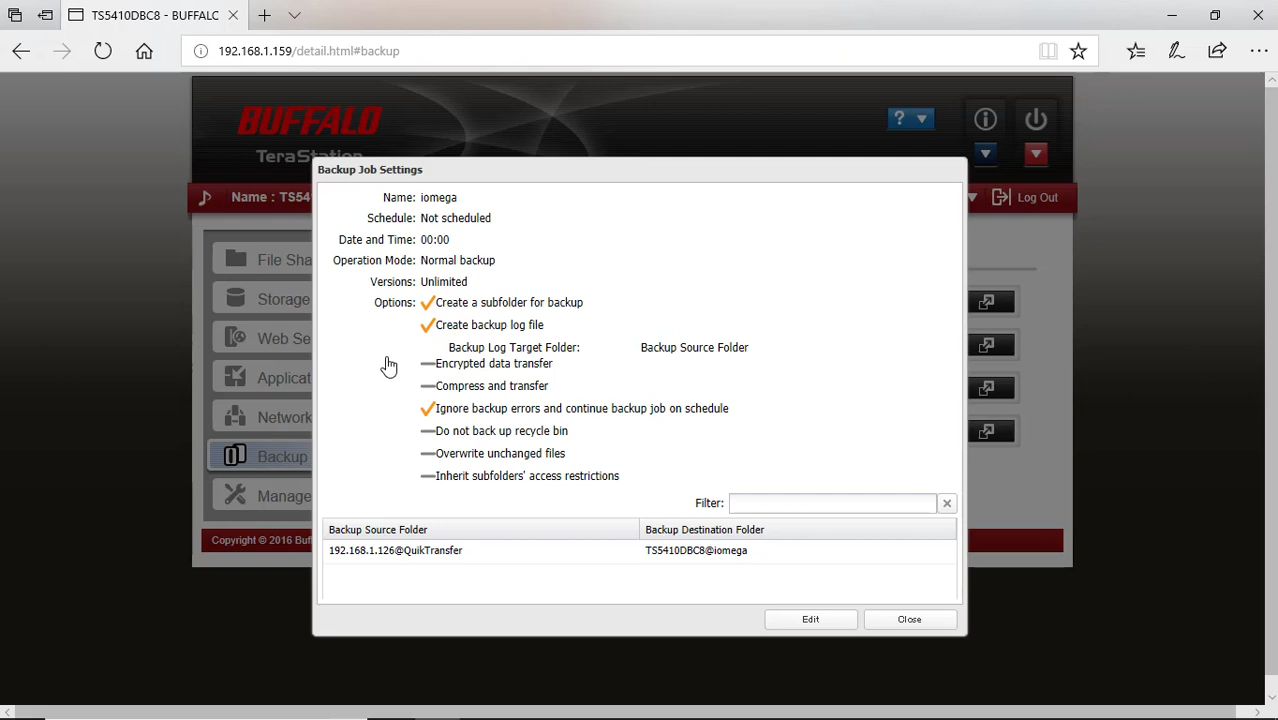 TS5410DBC8 - BUFFALC
192.168.1.159/detail.html#backup
BUFFALO
TeraStati
?
Name : TS54
Log Out
File Sha
Storage
Web Se
Applicat
Network
Backup
Manage
Copyright © 2016 Buf
Backup Job Settings
Name: iomega
Schedule: Not scheduled
Date and Time: 00:00
Operation Mode: Normal backup
Versions: Unlimited
Options: Create a subfolder for backup
Create backup log file
Backup Log Target Folder: Backup Source Folder
Encrypted data transfer
Compress and transfer
Ignore backup errors and continue backup job on schedule
Do not back up recycle bin
Overwrite unchanged files
Inherit subfolders' access restrictions
Filter:
Backup Source Folder Backup Destination Folder
192.168.1.126@QuikTransfer TS5410DBC8@iomega
Edit Close